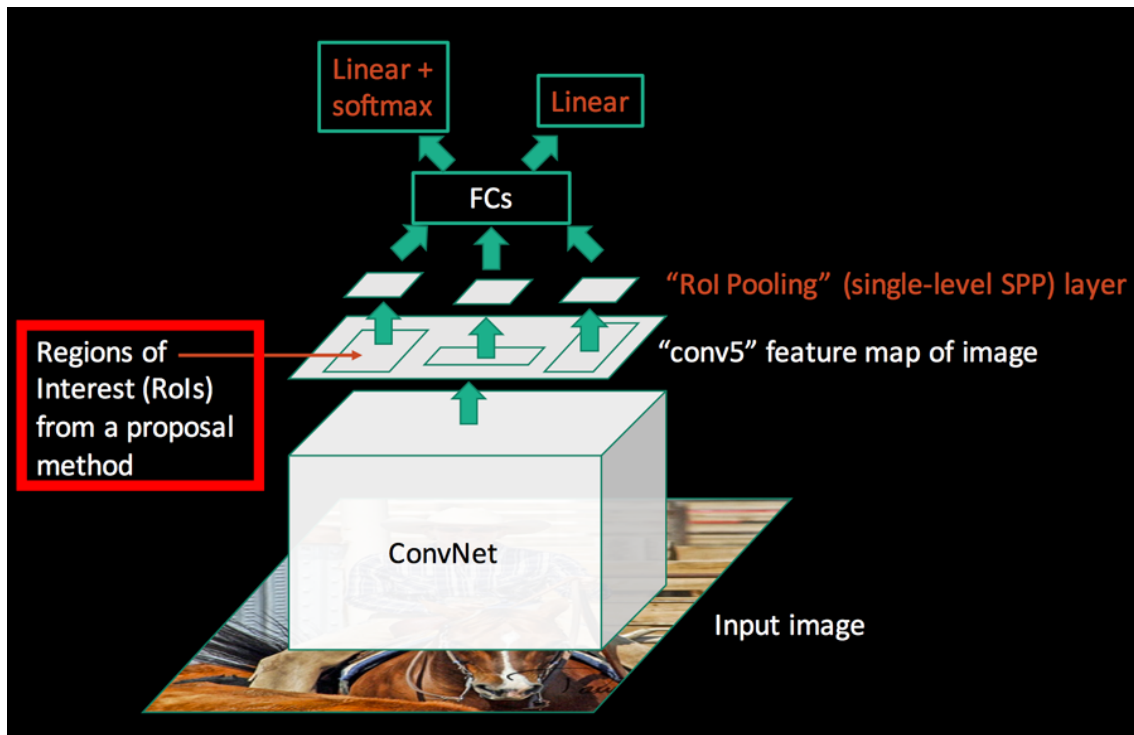 Linear +
softmax
Linear
FCs
“RoI Pooling” (single-level SPP) layer
Regions of
Interest (RoIs)
from a proposal
method
“conv5” feature map of image
ConvNet
Input image